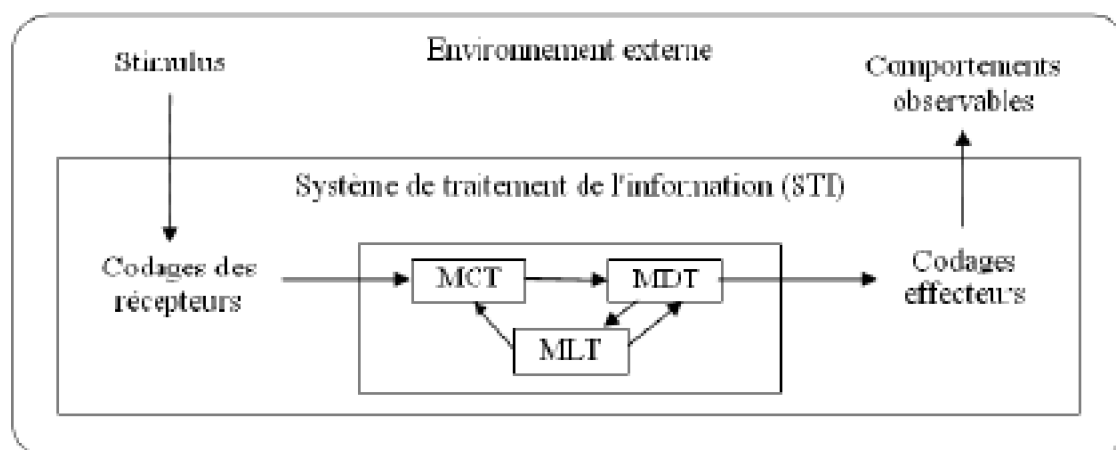 Environnement externe
Stimulus
Comportements
observables
Système de traitement de l'information (STI)
Codages des
récepteurs
MCT
MDT
MLT
Codages
effecteurs